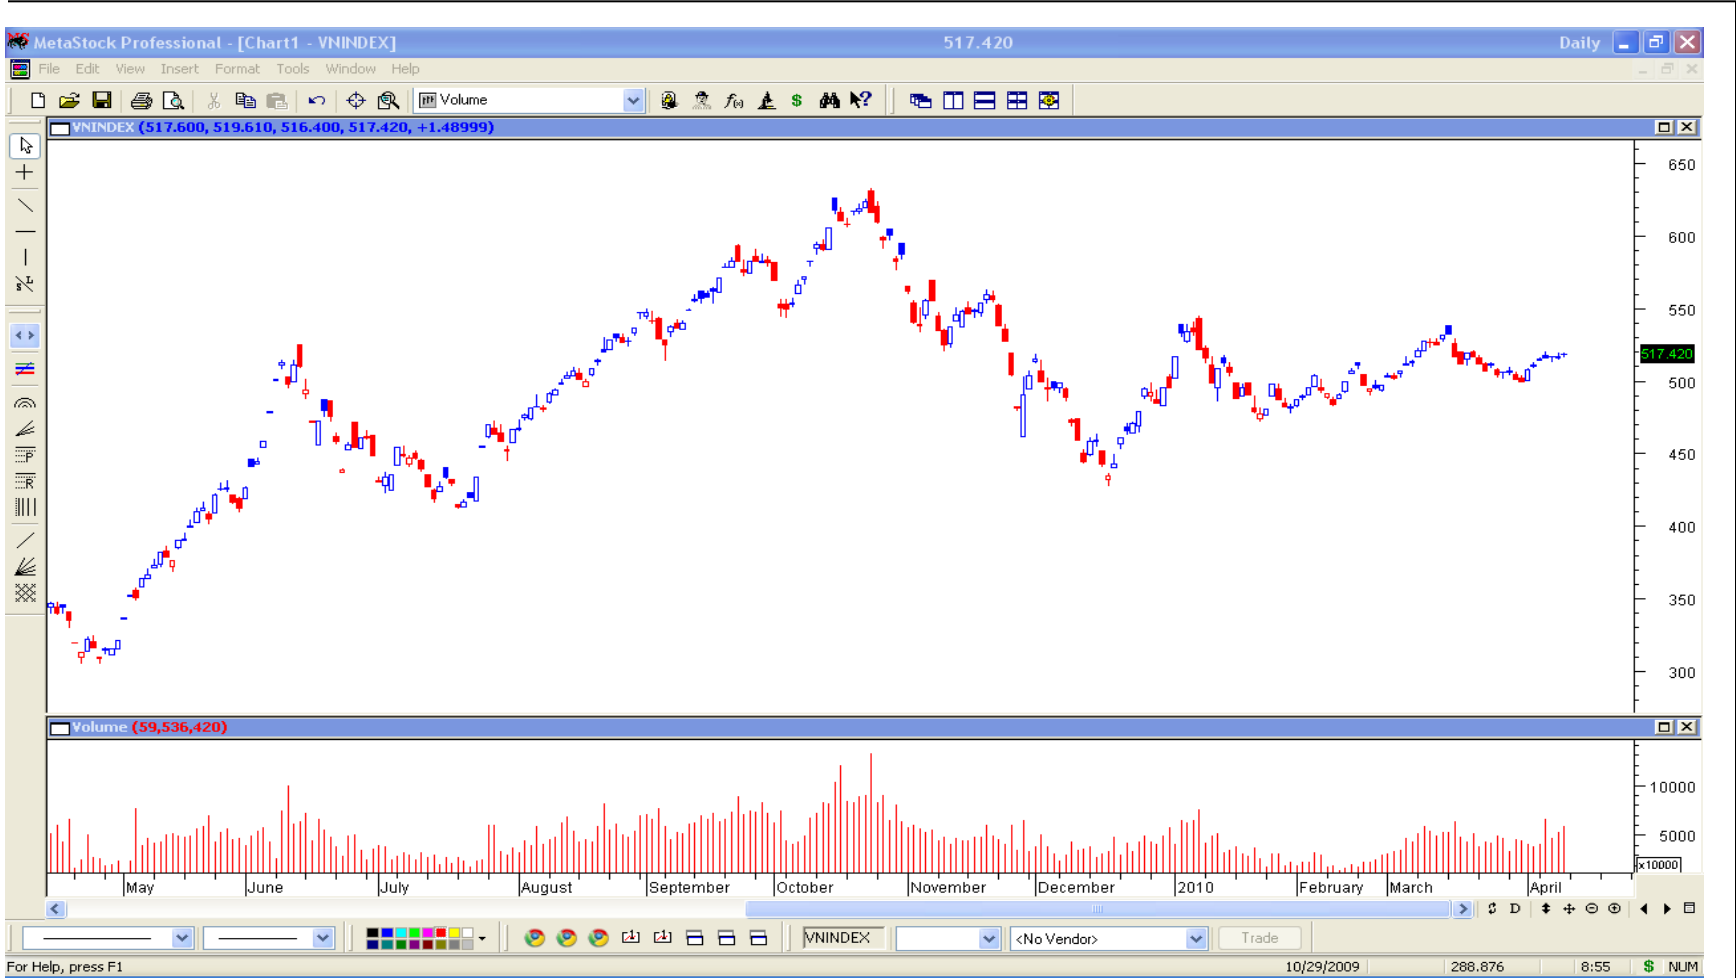 MetaStock Professional - [Chart1 - VNINDEX] 517.420 Daily
File Edit View Insert Format Tools Window Help
Volume
VNINDEX (517.600, 519.610, 516.400, 517.420, +1.48999)
650
600
550
517.420
500
450
400
350
300
Volume (59,536,420)
10000
5000
x10000
May June July August September October November December 2010 February March April
D
VNINDEX <No Vendor> Trade
For Help, press F1 10/29/2009 288.876 8:55 $ NUM